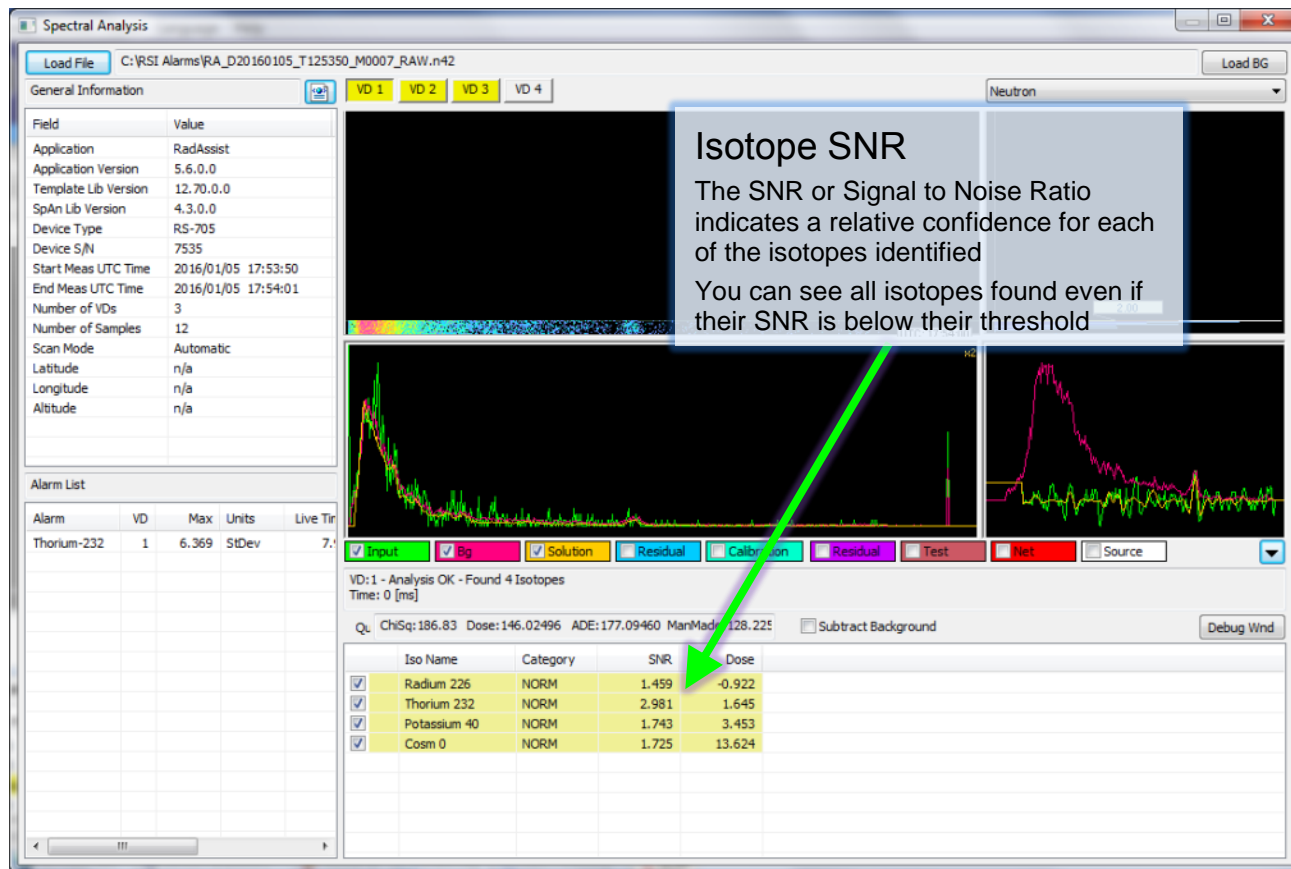 Spectral Analysis
Load File C:\RSI Alarms\RA_D20160105_T125350_M0007_RAW.n42 Load BG
General Information VD 1 VD 2 VD 3 VD 4 Neutron
Field Value
Application RadAssist
Application Version 5.6.0.0
Template Lib Version 12.70.0.0
SpAn Lib Version 4.3.0.0
Device Type RS-705
Device S/N 7535
Start Meas UTC Time 2016/01/05 17:53:50
End Meas UTC Time 2016/01/05 17:54:01
Number of VDs 3
Number of Samples 12
Scan Mode Automatic
Latitude n/a
Longitude n/a
Altitude n/a
Isotope SNR
The SNR or Signal to Noise Ratio
indicates a relative confidence for each
of the isotopes identified
You can see all isotopes found even if
their SNR is below their threshold
2.00
x2
Alarm List
Alarm VD Max Units Live Tir
Thorium-232 1 6.369 StDev 7.
Input Bg Solution Residual Calibration Residual Test Net Source
VD:1 - Analysis OK - Found 4 Isotopes
Time: 0 [ms]
ChiSq:186.83 Dose:146.02496 ADE:177.09460 ManMade 128.225 Subtract Background Debug Wnd
Iso Name Category SNR Dose
Radium 226 NORM 1.459 -0.922
Thorium 232 NORM 2.981 1.645
Potassium 40 NORM 1.743 3.453
Cosm 0 NORM 1.725 13.624